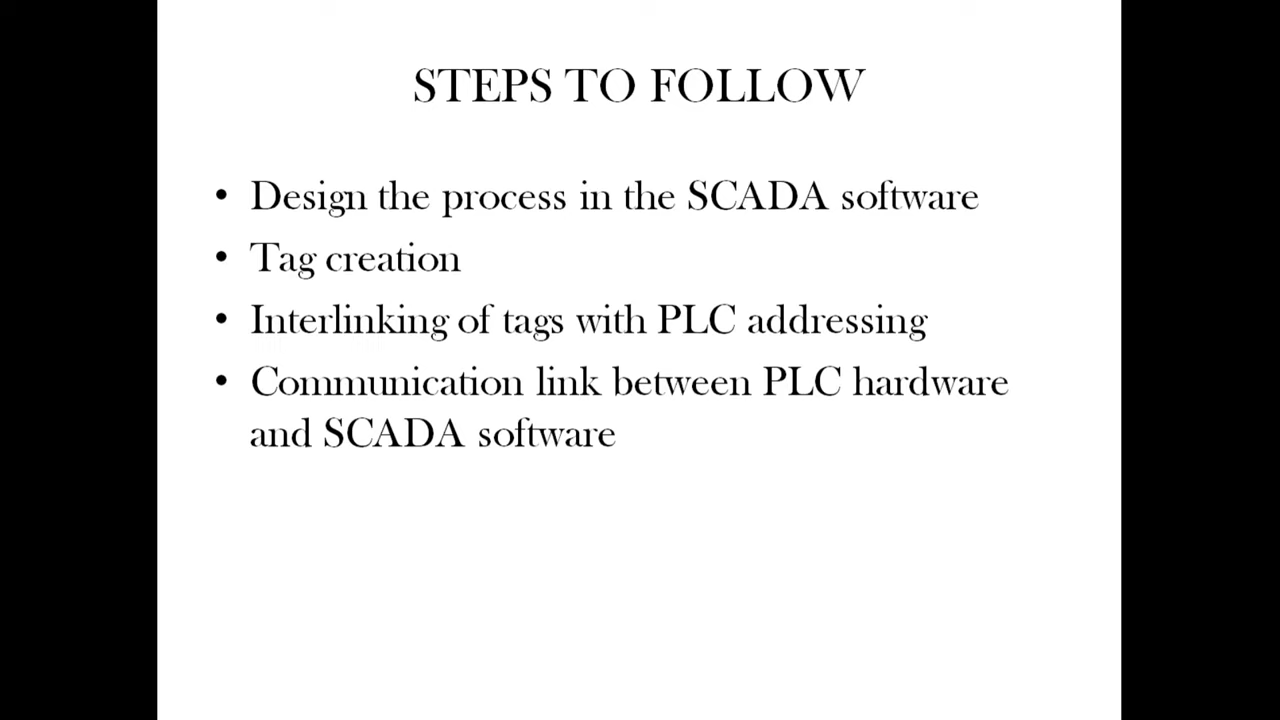 STEPS TO FOLLOW
• Design the process in the SCADA software
• Tag creation
• Interlinking of tags with PLC addressing
• Communication link between PLC hardware
and SCADA software